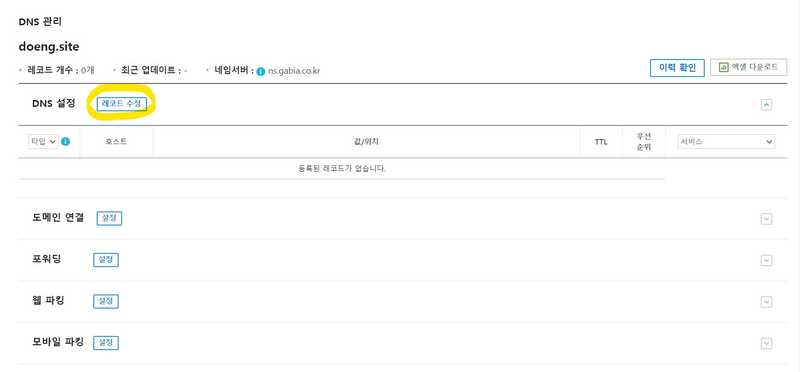 DNS 관리
doeng.site
• 레코드 개수 : 0개 • 최근 업데이트 : - • 네임서버 : ns.gabia.co.kr
이력 확인 엑셀 다운로드
DNS 설정 레코드 수정
타입 호스트 값/위치 TTL 우선 순위 서비스
등록된 레코드가 없습니다.
도메인 연결 설정
포워딩 설정
웹 파킹 설정
모바일 파킹 설정